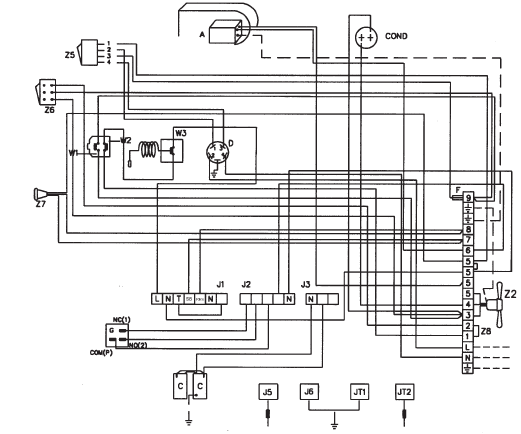 A
COND
Z5
1
2
3
4
Z6
W1
W2
W3
D
Z7
F
9
8
7
6
5
5
5
5
4
3
2
1
L
N
Z2
Z8
L N T N
J1
J2
N
J3
N
NC(1)
G
COM(P)
NO(2)
C C
J5
J6
JT1
JT2